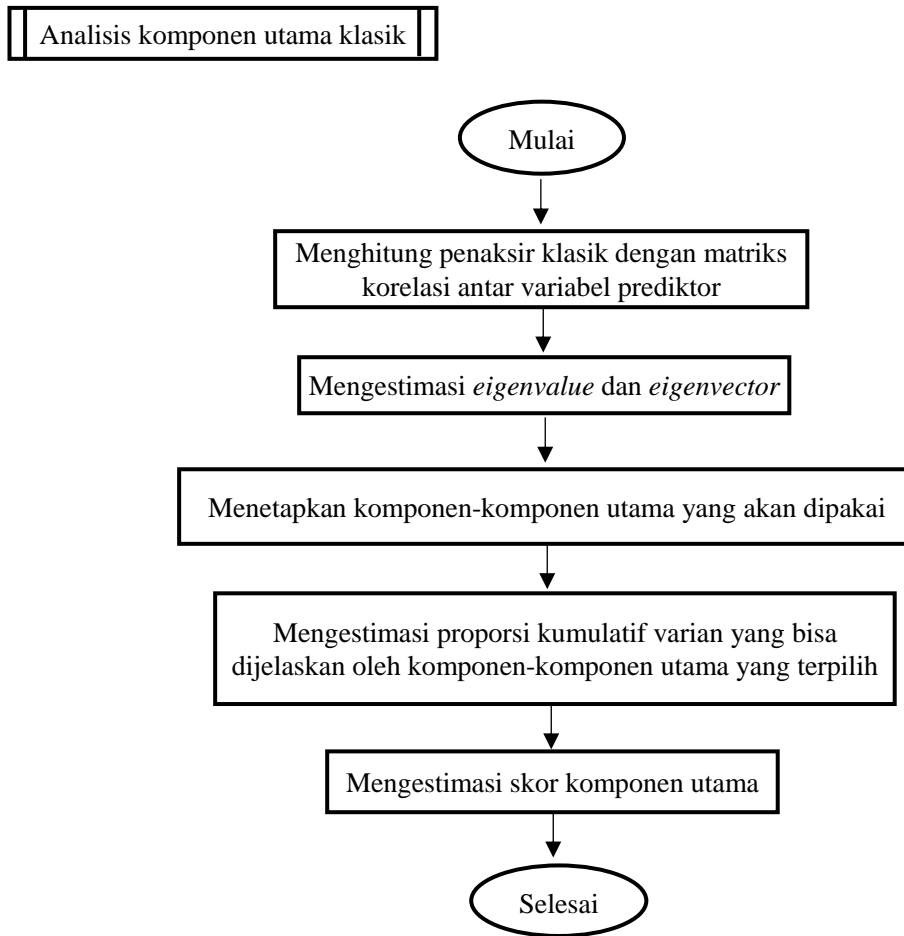 Analisis komponen utama klasik
Mulai
Menghitung penaksir klasik dengan matriks
korelasi antar variabel prediktor
Mengestimasi eigenvalue dan eigenvector
Menetapkan komponen-komponen utama yang akan dipakai
Mengestimasi proporsi kumulatif varian yang bisa
dijelaskan oleh komponen-komponen utama yang terpilih
Mengestimasi skor komponen utama
Selesai